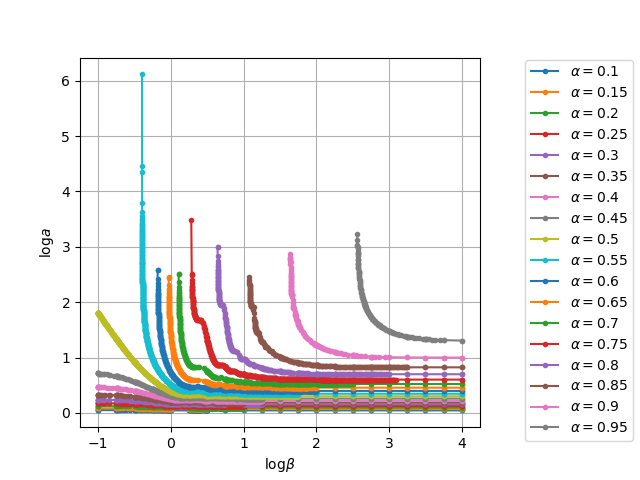 6
5
4
3
2
1
0
log a
−1
0
1
2
3
4
log β
α = 0.1
α = 0.15
α = 0.2
α = 0.25
α = 0.3
α = 0.35
α = 0.4
α = 0.45
α = 0.5
α = 0.55
α = 0.6
α = 0.65
α = 0.7
α = 0.75
α = 0.8
α = 0.85
α = 0.9
α = 0.95